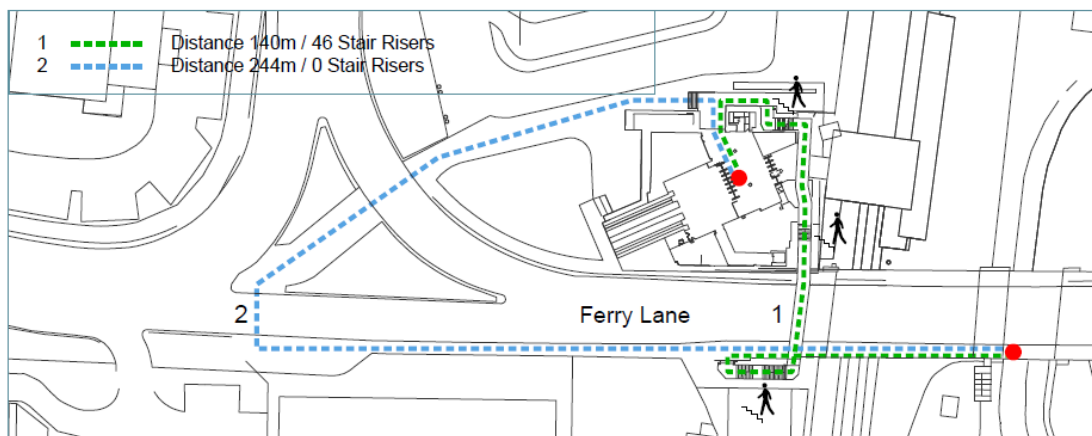 1 Distance 140m / 46 Stair Risers
2 Distance 244m / 0 Stair Risers
2 Ferry Lane 1